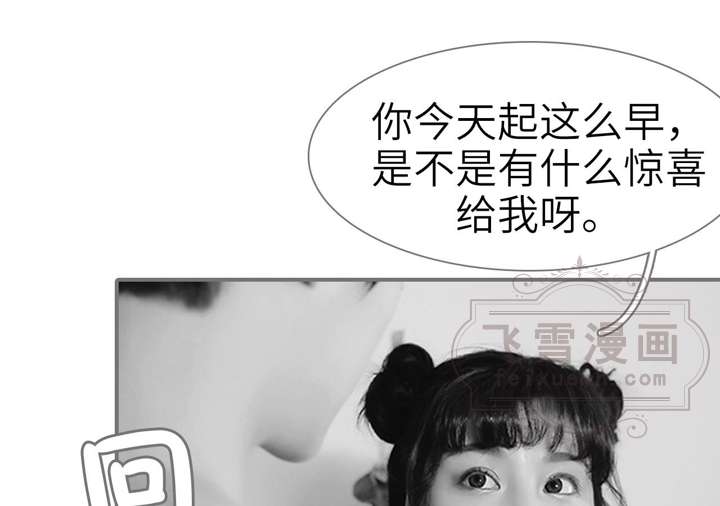 你今天起这么早，
是不是有什么惊喜
给我呀。
飞雪漫画
回